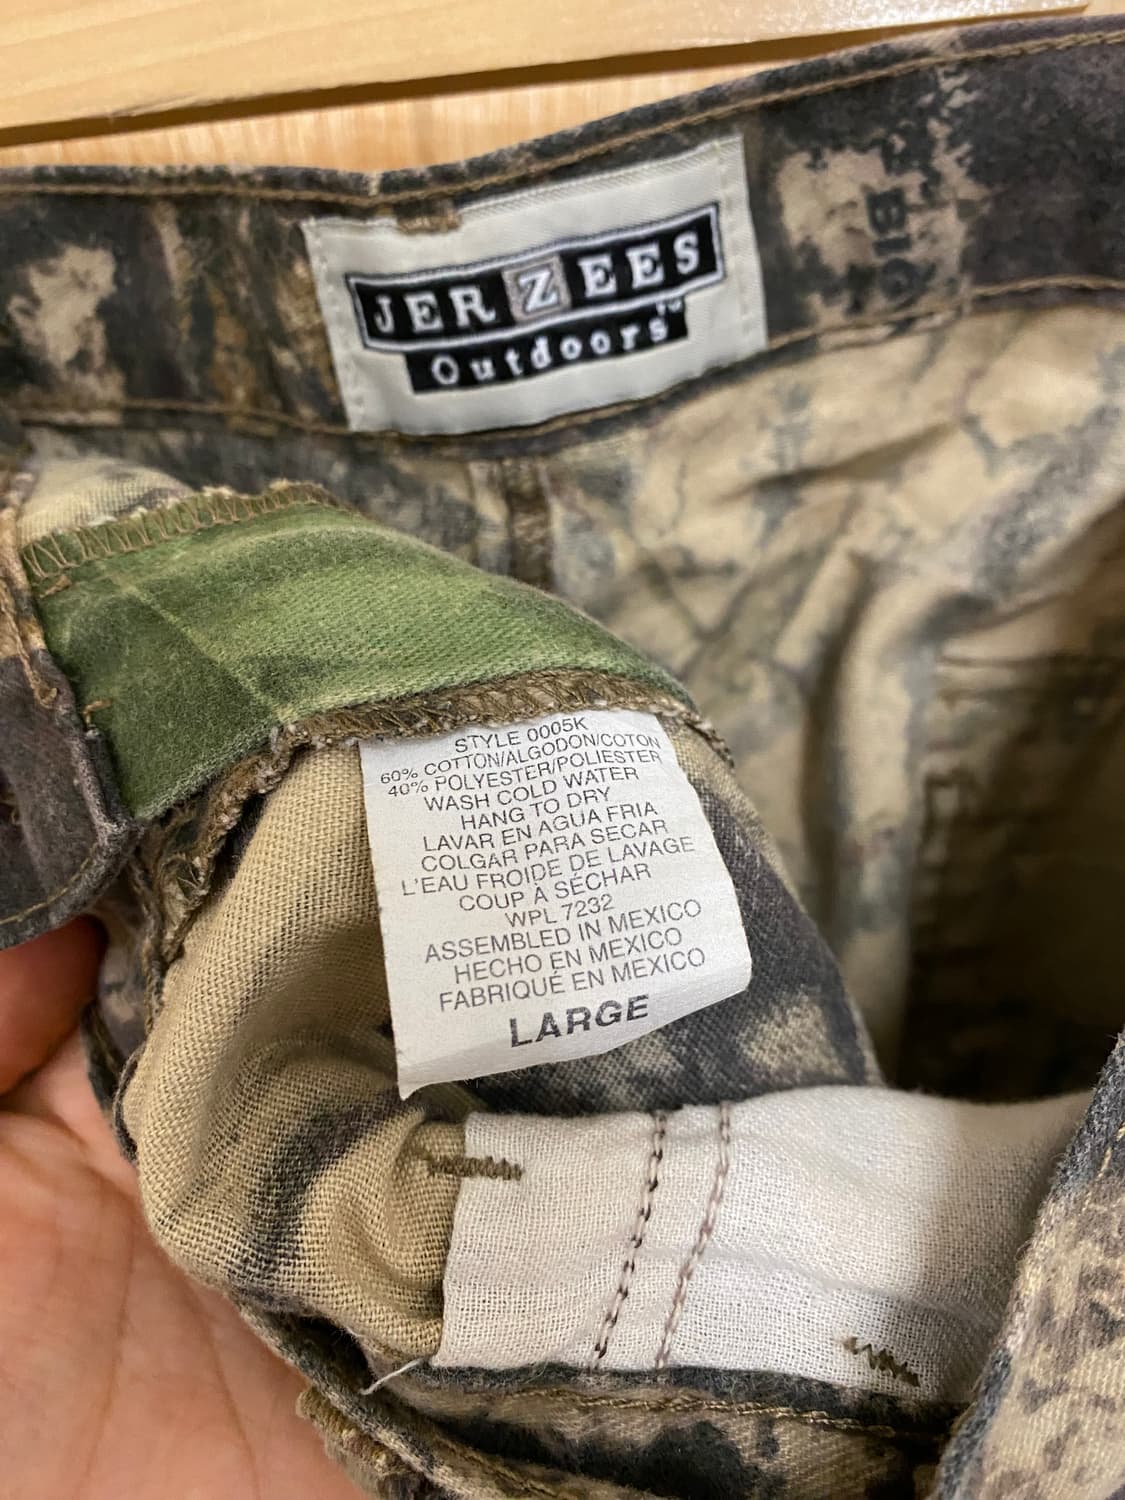 JERZEES
Outdoors™
STYLE 0005K
60% COTTON/ALGODON/COTON
40% POLYESTER/POLIESTER
WASH COLD WATER
HANG TO DRY
LAVAR EN AGUA FRIA
COLGAR PARA SECAR
L'EAU FROIDE DE LAVAGE
COUP À SÉCHAR
WPL 7232
ASSEMBLED IN MEXICO
HECHO EN MEXICO
FABRIQUÉ EN MEXICO
LARGE